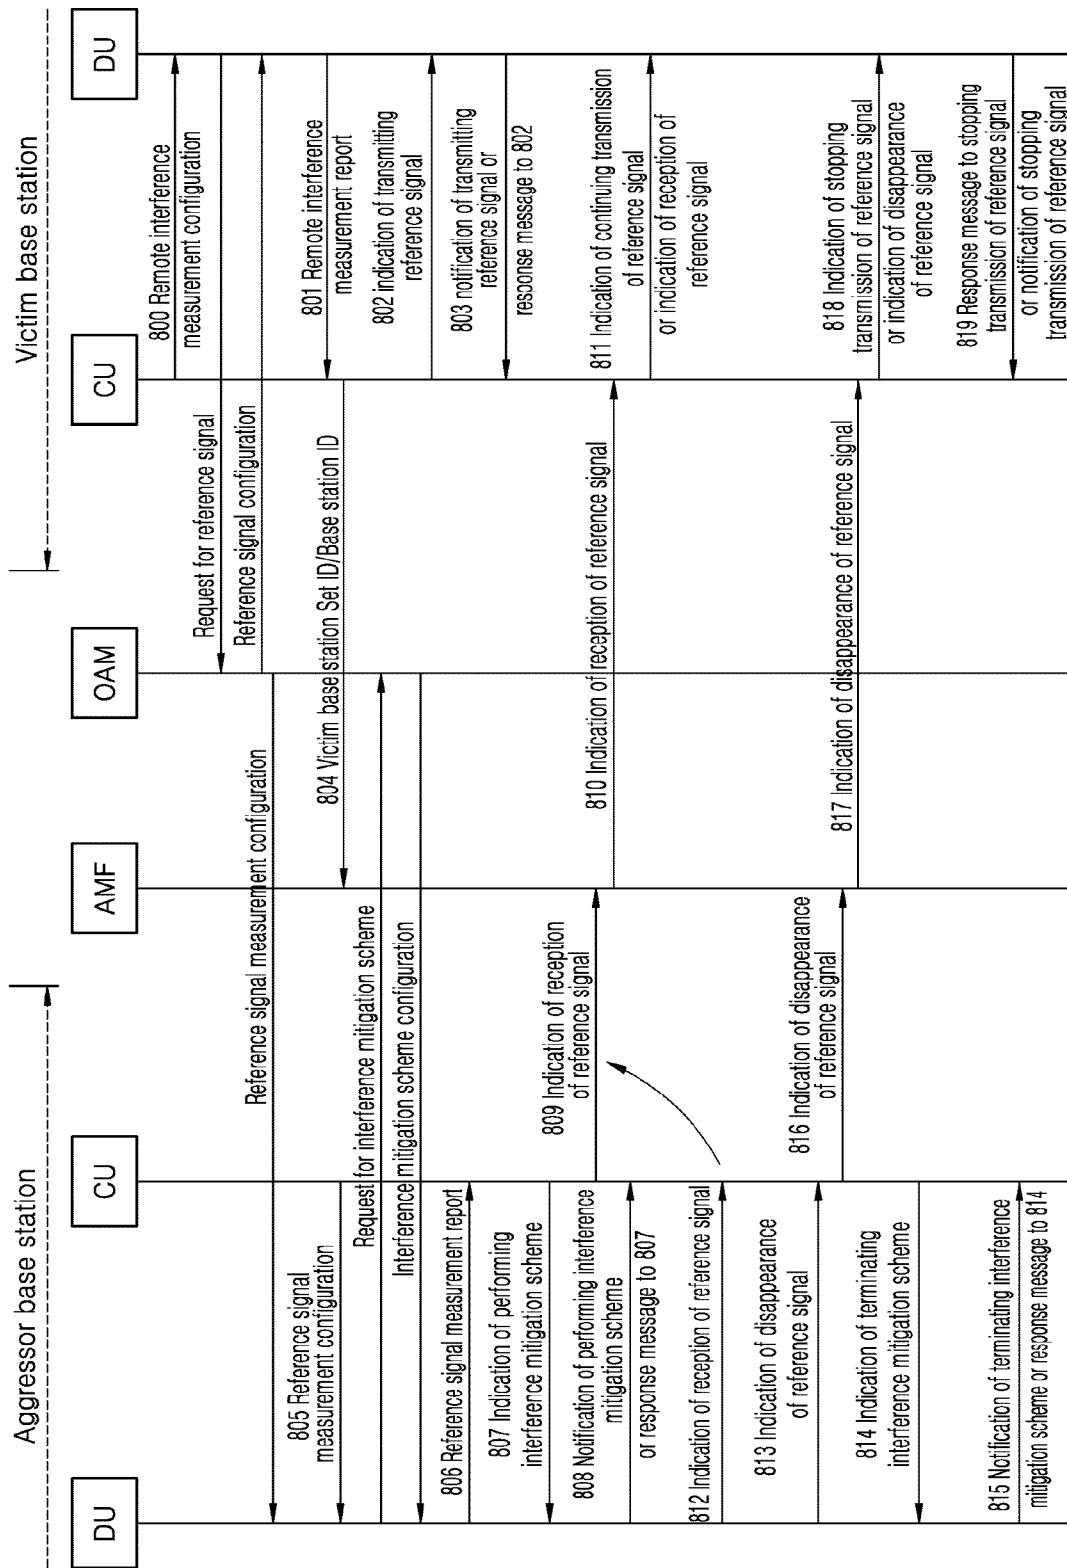 Aggressor base station
Victim base station
DU
CU
AMF
OAM
CU
DU
800 Remote interference
measurement configuration
Request for reference signal
Reference signal configuration
Reference signal measurement configuration
801 Remote interference
measurement report
805 Reference signal
measurement configuration
804 Victim base station Set ID/Base station ID
Request for interference mitigation scheme
Interference mitigation scheme configuration
802 indication of transmitting
reference signal
806 Reference signal measurement report
803 notification of transmitting
reference signal or
response message to 802
807 Indication of performing
interference mitigation scheme
809 Indication of reception
of reference signal
810 Indication of reception of reference signal
808 Notification of performing interference
mitigation scheme
or response message to 807
811 Indication of continuing transmission
of reference signal
or indication of reception of
reference signal
812 Indication of reception of reference signal
813 Indication of disappearance
of reference signal
816 Indication of disappearance
of reference signal
817 Indication of disappearance of reference signal
818 Indication of stopping
transmission of reference signal
or indication of disappearance
of reference signal
814 Indication of terminating
interference mitigation scheme
815 Notification of terminating interference
mitigation scheme or response message to 814
819 Response message to stopping
transmission of reference signal
or notification of stopping
transmission of reference signal